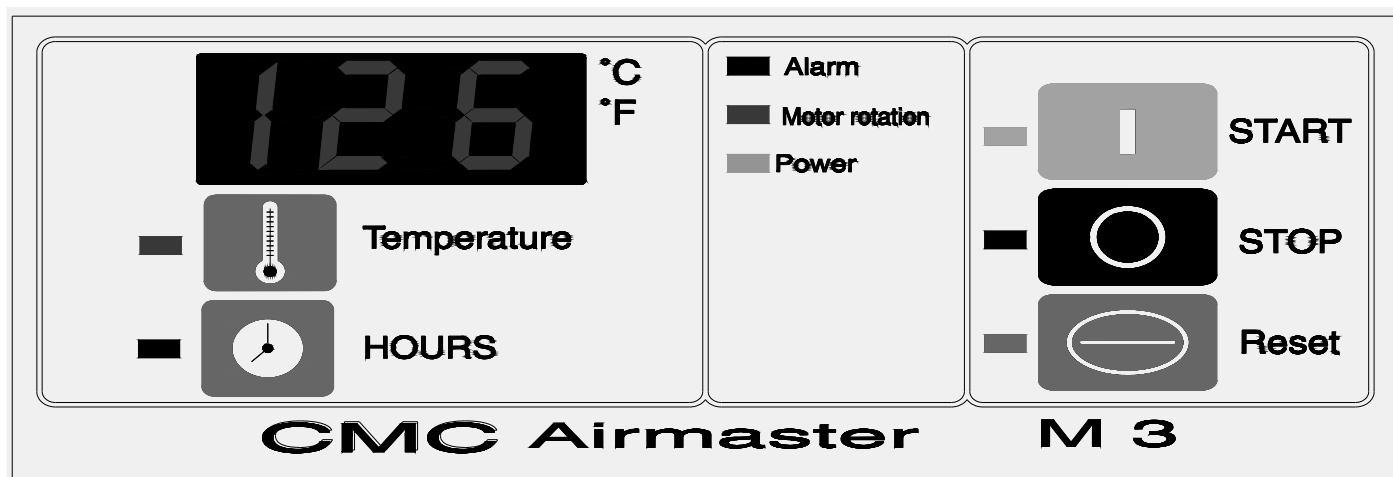 126
°C
°F
Temperature
HOURS
Alarm
Motor rotation
Power
START
STOP
Reset
CMC Airmaster M 3